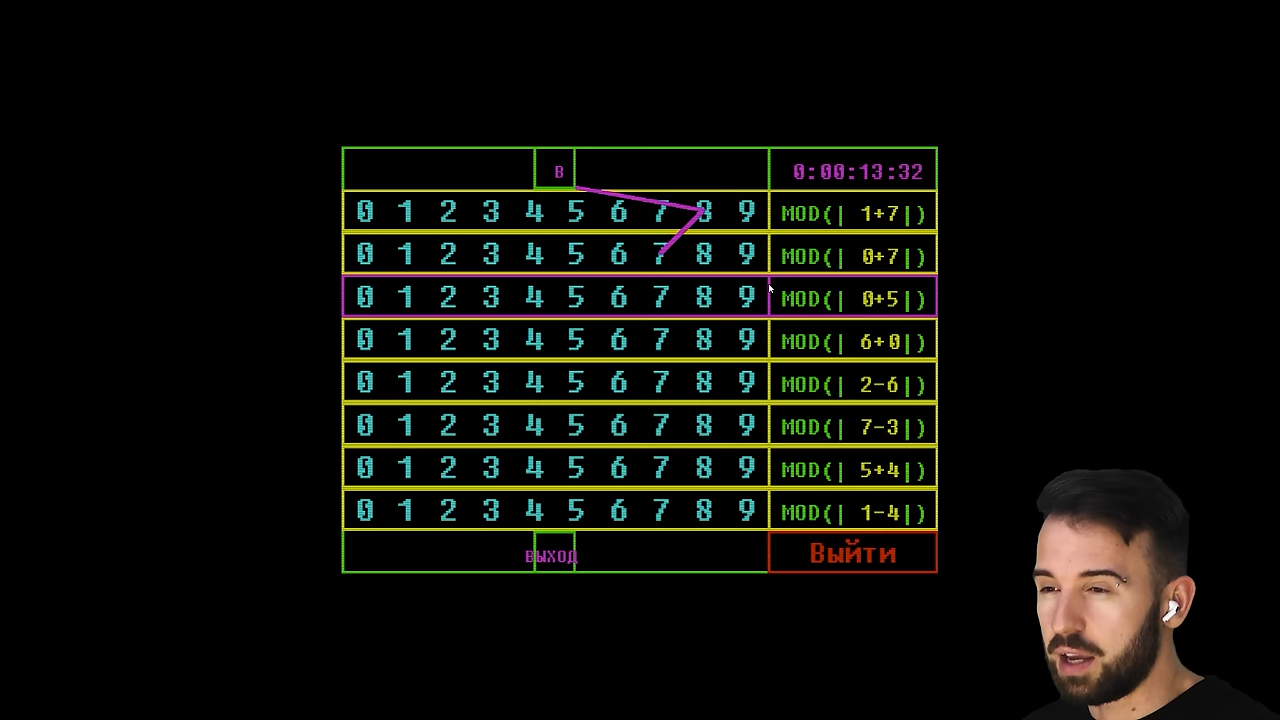 В 0:00:13:32
0 1 2 3 4 5 6 7 8 9 MOD(| 1+7|)
0 1 2 3 4 5 6 7 8 9 MOD(| 0+7|)
0 1 2 3 4 5 6 7 8 9 MOD(| 0+5|)
0 1 2 3 4 5 6 7 8 9 MOD(| 6+0|)
0 1 2 3 4 5 6 7 8 9 MOD(| 2-6|)
0 1 2 3 4 5 6 7 8 9 MOD(| 7-3|)
0 1 2 3 4 5 6 7 8 9 MOD(| 5+4|)
0 1 2 3 4 5 6 7 8 9 MOD(| 1-4|)
ВЫХОД Выйти